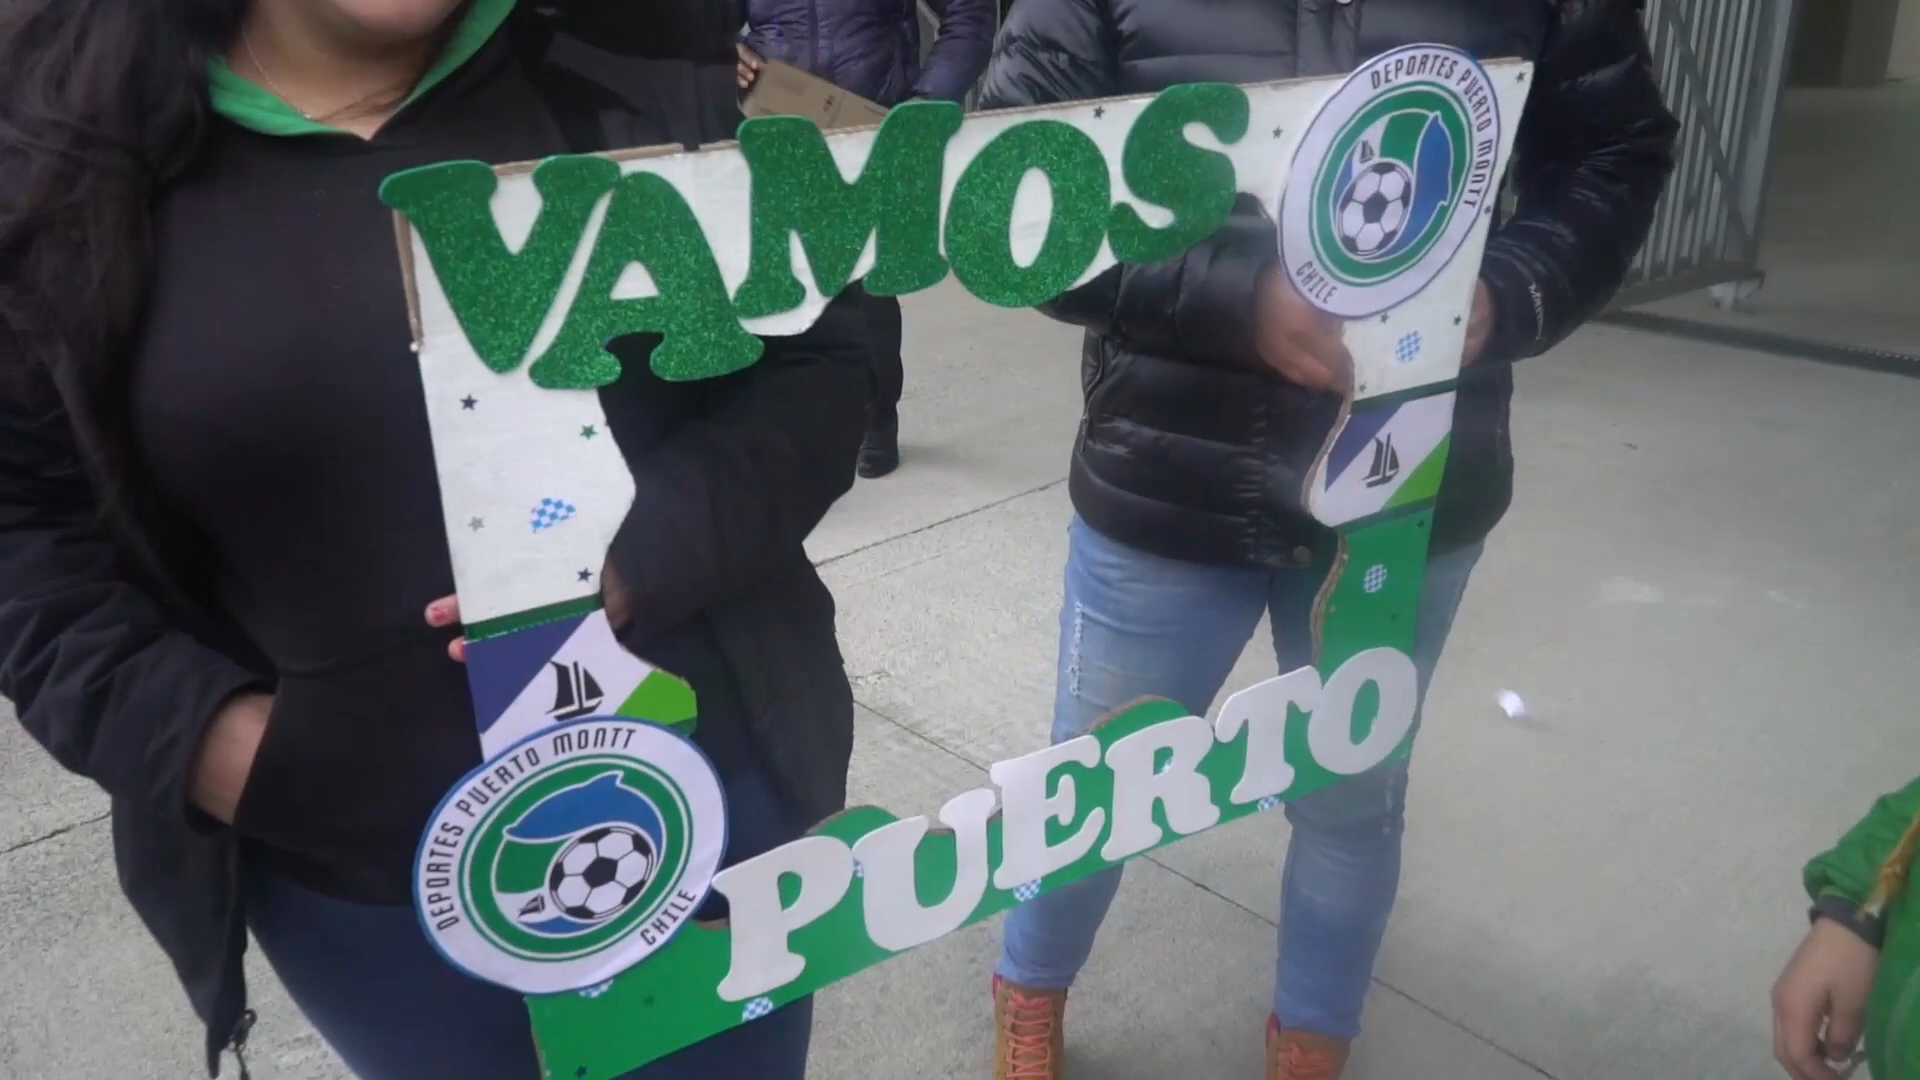 VAMOS
DEPORTES PUERTO MONTT
CHILE
DEPORTES PUERTO MONTT
CHILE
PUERTO